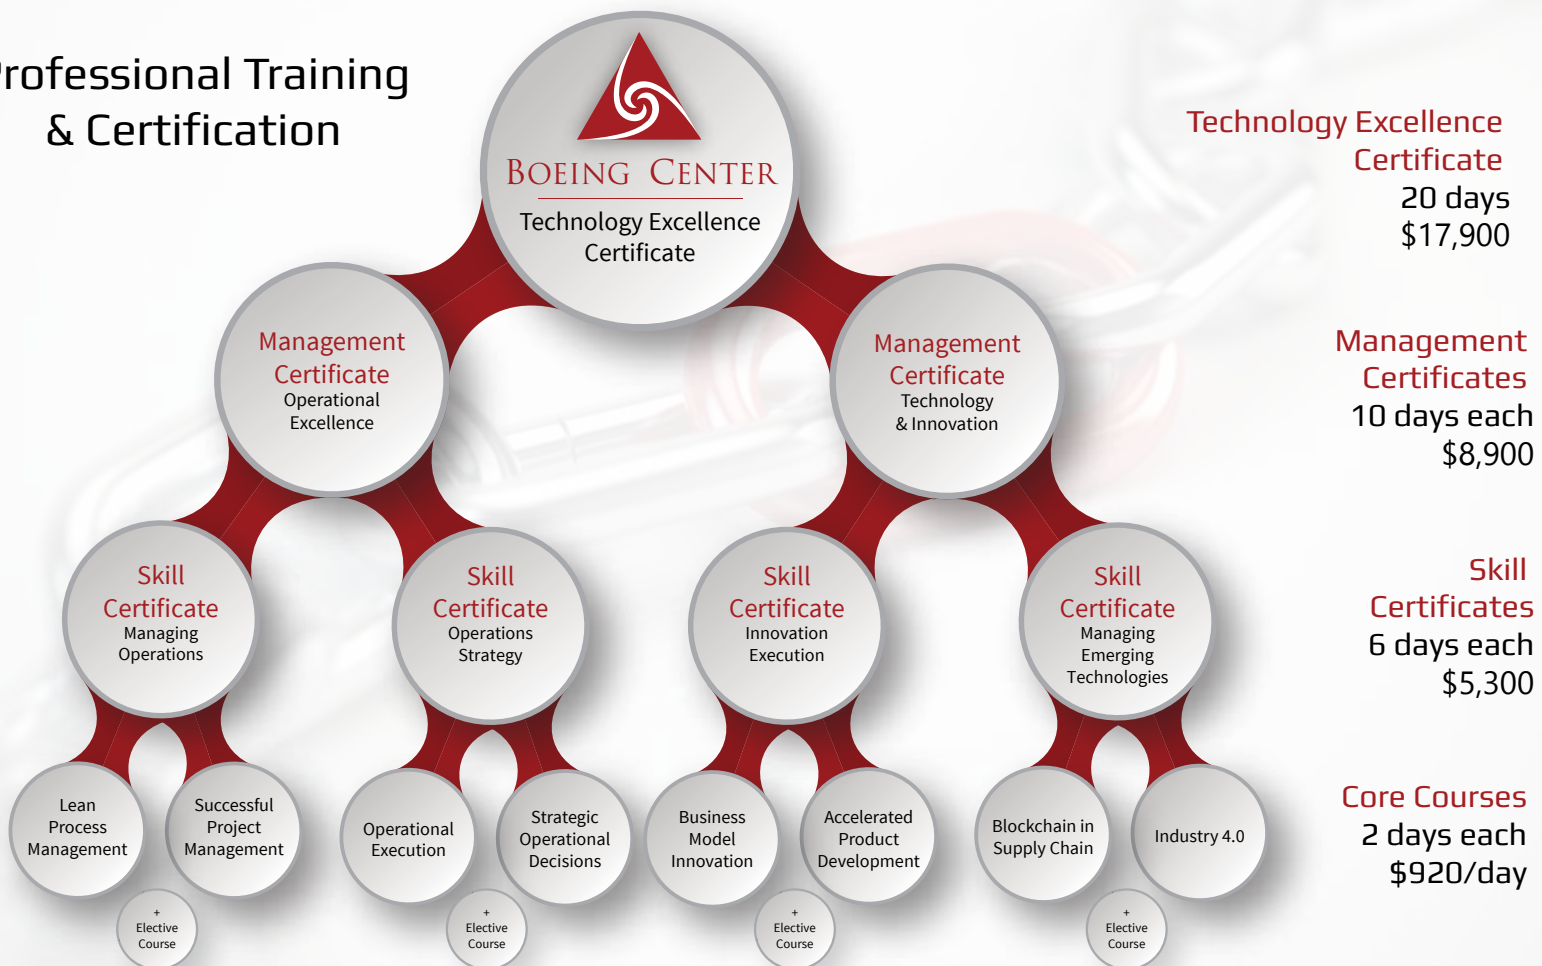 Professional Training
& Certification
BOEING CENTER
Technology Excellence
Certificate
Technology Excellence
Certificate
20 days
$17,900
Management
Certificate
Operational
Excellence
Management
Certificate
Technology
& Innovation
Management
Certificates
10 days each
$8,900
Skill
Certificate
Managing
Operations
Skill
Certificate
Operations
Strategy
Skill
Certificate
Innovation
Execution
Skill
Certificate
Managing
Emerging
Technologies
Skill
Certificates
6 days each
$5,300
Lean
Process
Management
Successful
Project
Management
Operational
Execution
Strategic
Operational
Decisions
Business
Model
Innovation
Accelerated
Product
Development
Blockchain in
Supply Chain
Industry 4.0
Core Courses
2 days each
$920/day
+
Elective
Course
+
Elective
Course
+
Elective
Course
+
Elective
Course